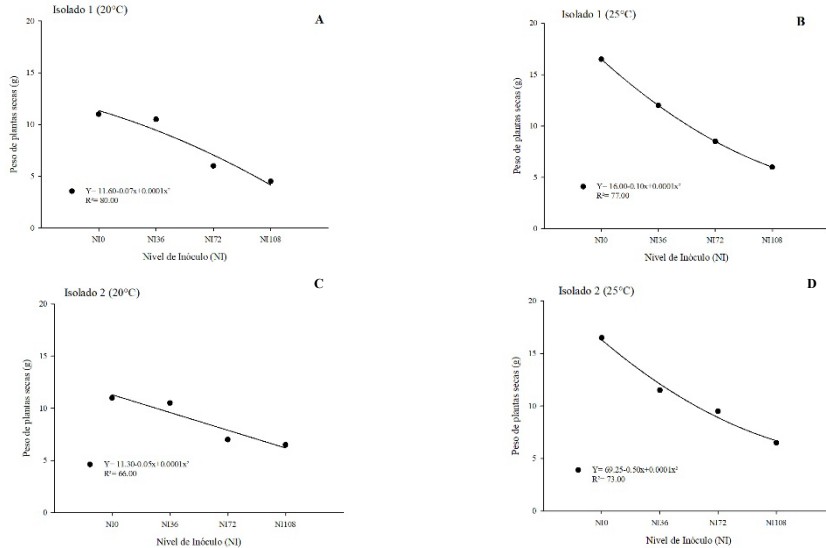 Isolado 1 (20°C)
A
20
15
10
5
0
Peso de plantas secas (g)
Y= 11.60-0.07x+0.0001x²
R²= 80.00
NI0 NI36 NI72 NI108
Nivel de Inóculo (NI)
Isolado 1 (25°C)
B
20
15
10
5
0
Peso de plantas secas (g)
Y= 16.00-0.10x+0.0001x²
R²= 77.00
NI0 NI36 NI72 NI108
Nivel de Inóculo (NI)
Isolado 2 (20°C)
C
20
15
10
5
0
Peso de plantas secas (g)
Y= 11.30-0.05x+0.0001x²
R²= 66.00
NI0 NI36 NI72 NI108
Nivel de Inóculo (NI)
Isolado 2 (25°C)
D
20
15
10
5
0
Peso de plantas secas (g)
Y= 69.25-0.50x+0.0001x²
R²= 73.00
NI0 NI36 NI72 NI108
Nivel de Inóculo (NI)